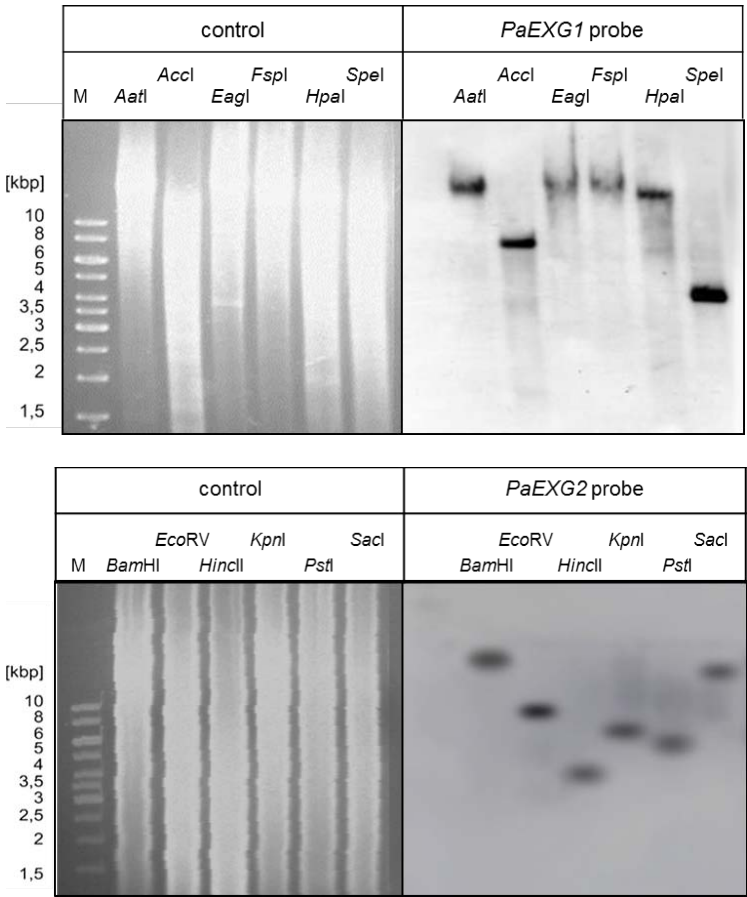 control PaEXG1 probe
AccI FspI SpeI AccI FspI SpeI
M AatI EagI HpaI AatI EagI HpaI
[kbp]
10
8
6
5
4
3,5
3
2,5
2
1,5
control PaEXG2 probe
EcoRV KpnI SacI EcoRV KpnI SacI
M BamHI HincII PstI BamHI HincII PstI
[kbp]
10
8
6
5
4
3,5
3
2,5
2
1,5